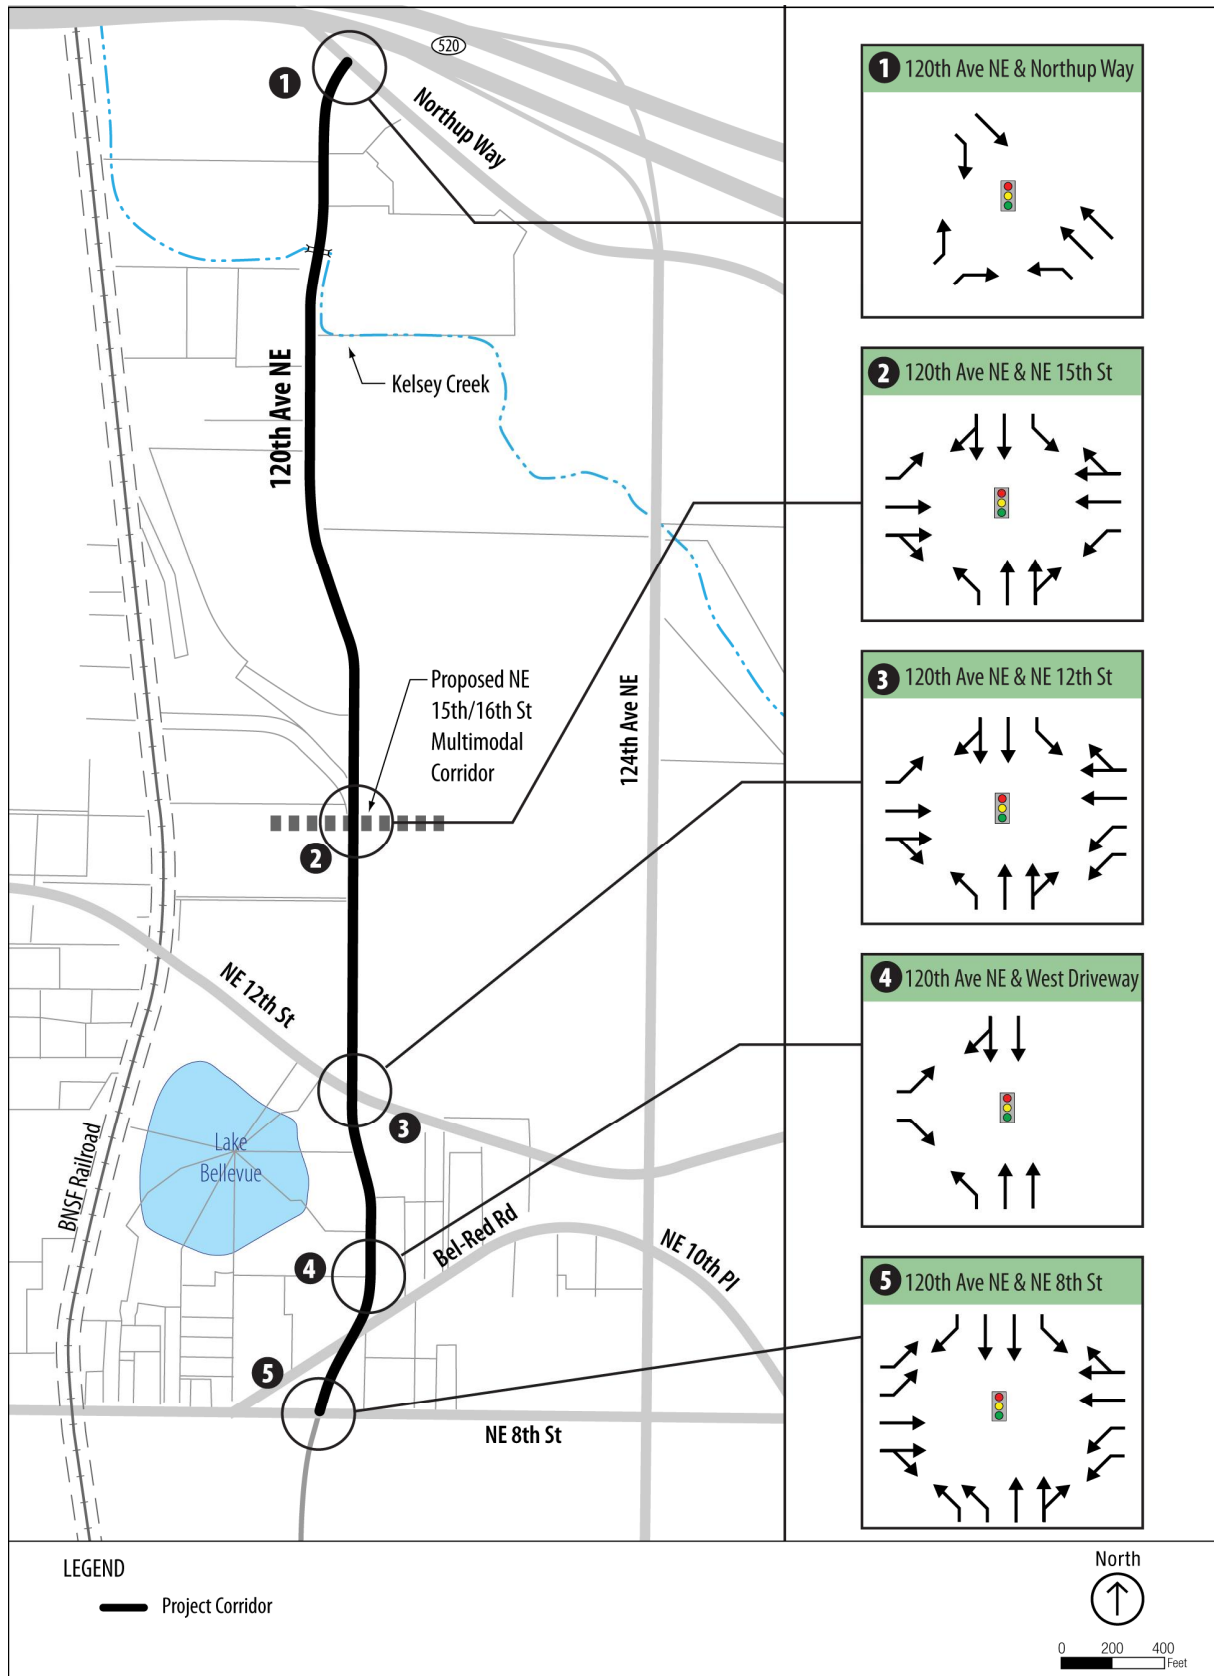 520
1
Northup Way
120th Ave NE
Kelsey Creek
Proposed NE
15th/16th St
Multimodal
Corridor
124th Ave NE
2
NE 12th St
3
Lake
Bellevue
BNSF Railroad
4
Bel-Red Rd
NE 10th Pl
5
NE 8th St
1 120th Ave NE & Northup Way
2 120th Ave NE & NE 15th St
3 120th Ave NE & NE 12th St
4 120th Ave NE & West Driveway
5 120th Ave NE & NE 8th St
LEGEND
Project Corridor
North
0 200 400
Feet